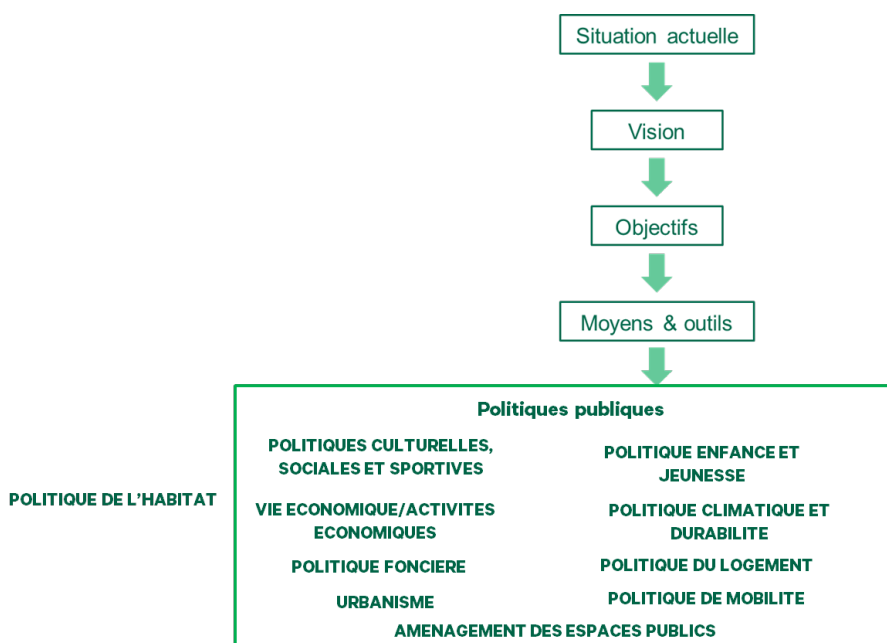 Situation actuelle
Vision
Objectifs
Moyens & outils
Politiques publiques
POLITIQUE DE L'HABITAT
POLITIQUES CULTURELLES,
SOCIALES ET SPORTIVES
POLITIQUE ENFANCE ET
JEUNESSE
VIE ECONOMIQUE/ACTIVITES
ECONOMIQUES
POLITIQUE CLIMATIQUE ET
DURABILITE
POLITIQUE FONCIERE
POLITIQUE DU LOGEMENT
URBANISME
POLITIQUE DE MOBILITE
AMENAGEMENT DES ESPACES PUBLICS